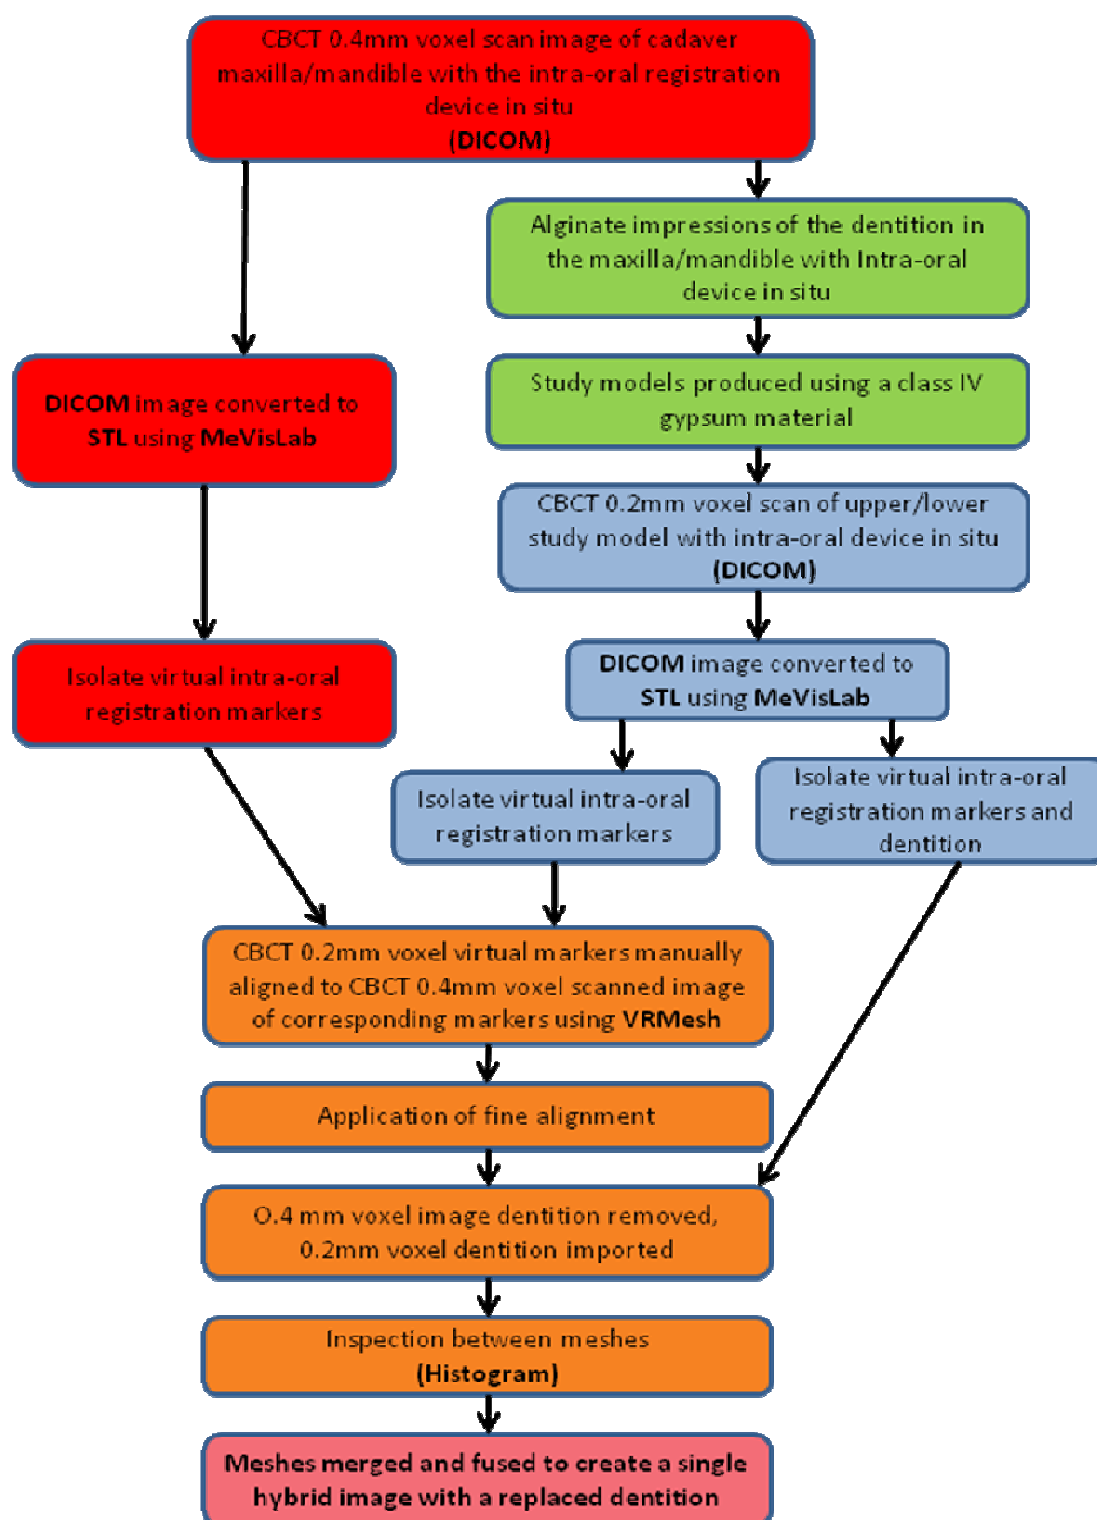 CBCT 0.4mm voxel scan image of cadaver
maxilla/mandible with the intra-oral registration
device in situ
(DICOM)
Alginate impressions of the dentition in
the maxilla/mandible with Intra-oral
device in situ
DICOM image converted to
STL using MeVisLab
Study models produced using a class IV
gypsum material
CBCT 0.2mm voxel scan of upper/lower
study model with intra-oral device in situ
(DICOM)
Isolate virtual intra-oral
registration markers
DICOM image converted to
STL using MeVisLab
Isolate virtual intra-oral
registration markers
Isolate virtual intra-oral
registration markers and
dentition
CBCT 0.2mm voxel virtual markers manually
aligned to CBCT 0.4mm voxel scanned image
of corresponding markers using VRMesh
Application of fine alignment
O.4 mm voxel image dentition removed,
0.2mm voxel dentition imported
Inspection between meshes
(Histogram)
Meshes merged and fused to create a single
hybrid image with a replaced dentition